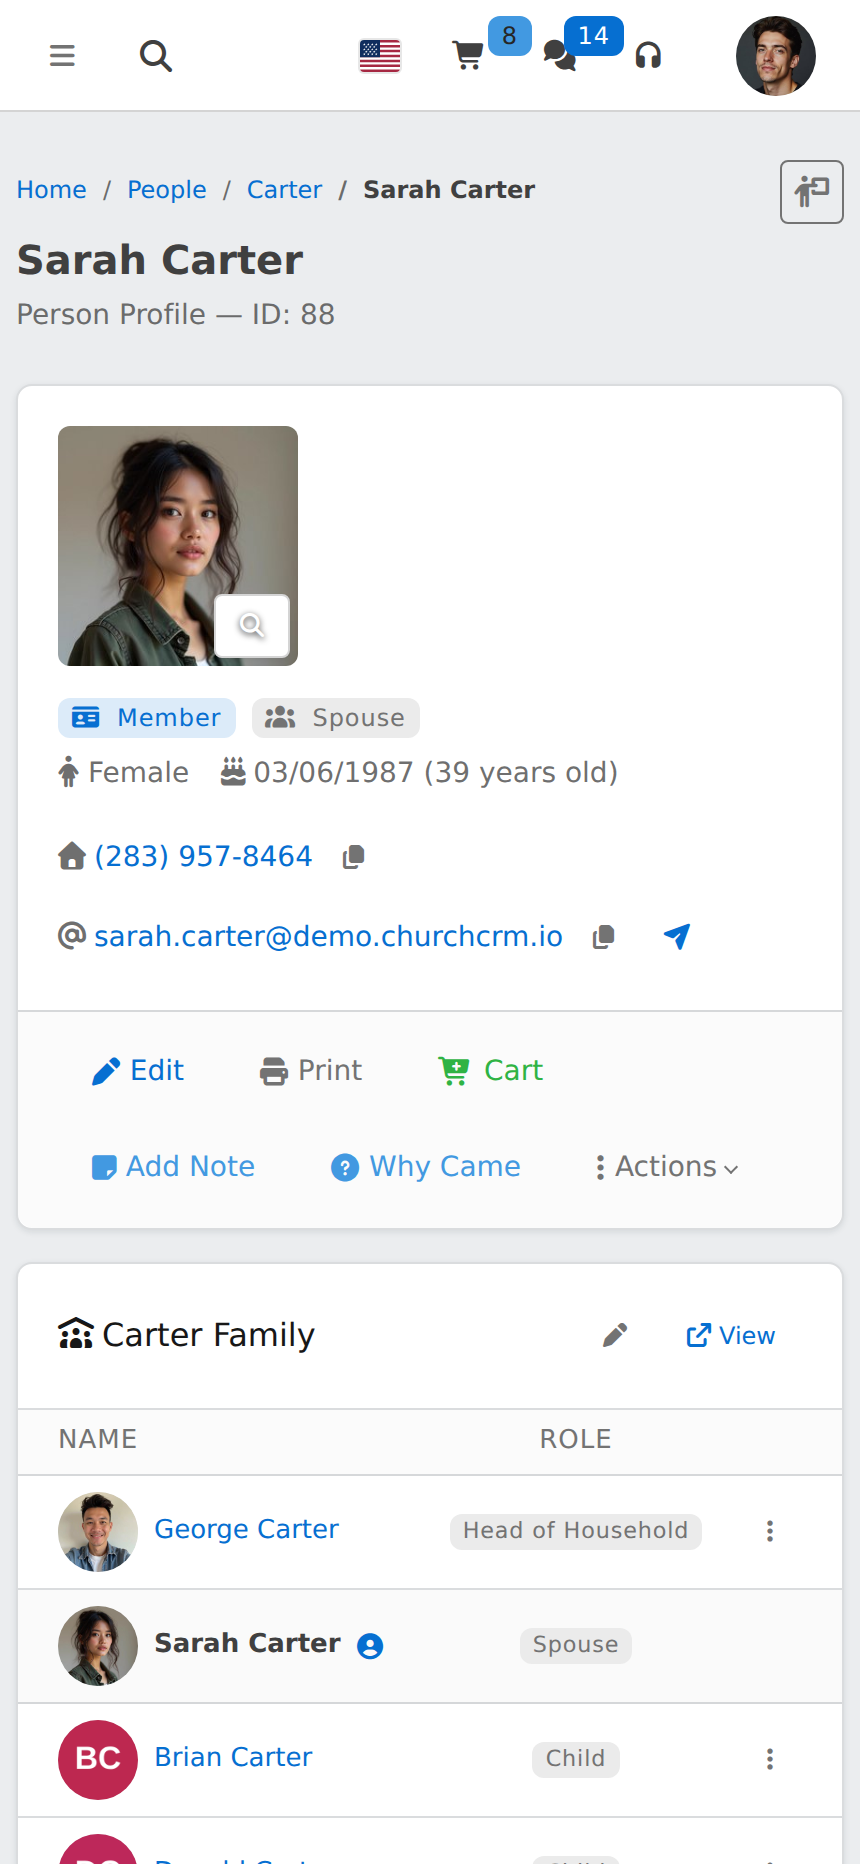 8
14
Home / People / Carter / Sarah Carter
Sarah Carter
Person Profile — ID: 88
Member
Spouse
Female 03/06/1987 (39 years old)
(283) 957-8464
sarah.carter@demo.churchcrm.io
Edit Print Cart
Add Note Why Came Actions
Carter Family View
NAME ROLE
George Carter Head of Household
Sarah Carter Spouse
BC Brian Carter Child